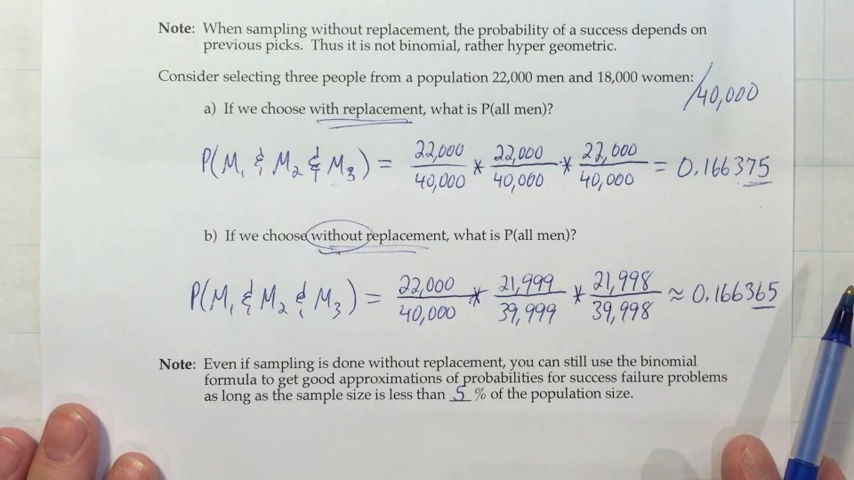 Note: When sampling without replacement, the probability of a success depends on
previous picks. Thus it is not binomial, rather hyper geometric.
Consider selecting three people from a population 22,000 men and 18,000 women:
/40,000
a) If we choose with replacement, what is P(all men)?
P(M₁ & M₂ & M₃) = 22,000/40,000 * 22,000/40,000 * 22,000/40,000 = 0.166375
b) If we choose without replacement, what is P(all men)?
P(M₁ & M₂ & M₃) = 22,000/40,000 * 21,999/39,999 * 21,998/39,998 ≈ 0.166365
Note: Even if sampling is done without replacement, you can still use the binomial
formula to get good approximations of probabilities for success failure problems
as long as the sample size is less than 5 % of the population size.